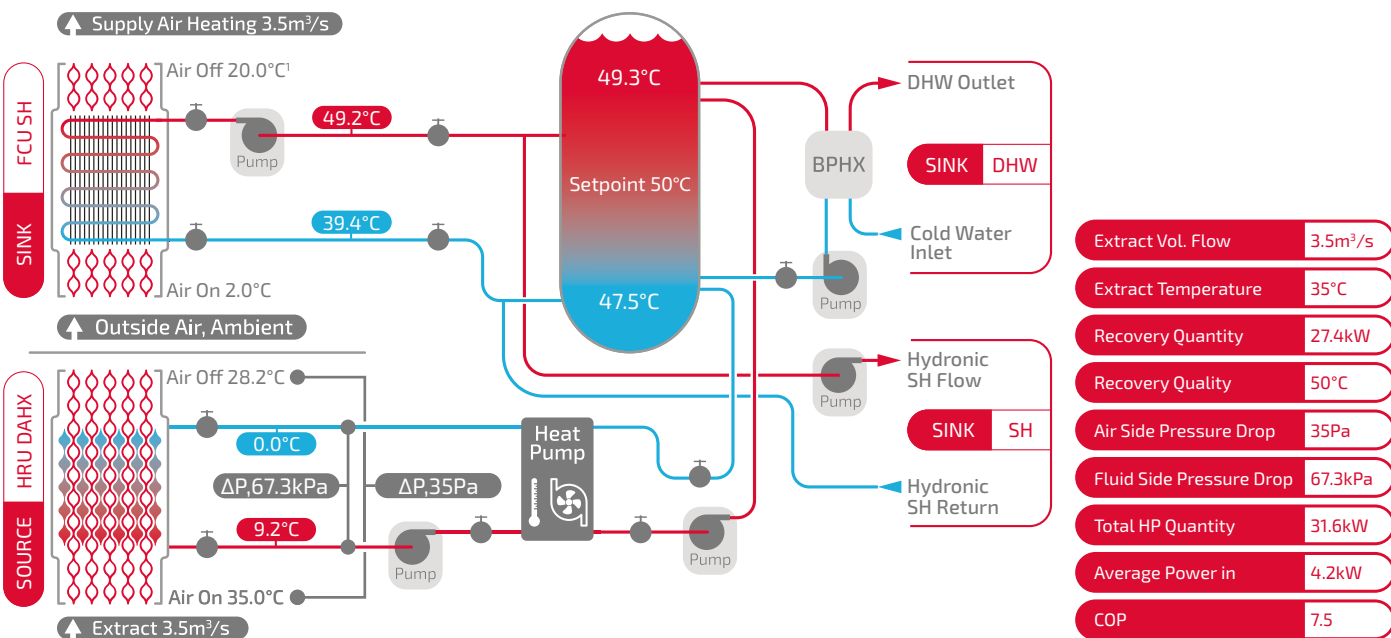 Supply Air Heating 3.5m³/s
Air Off 20.0°C¹
FCU SH
SINK
49.2°C
Pump
39.4°C
Air On 2.0°C
Outside Air, Ambient
49.3°C
Setpoint 50°C
47.5°C
DHW Outlet
BPHX
SINK DHW
Cold Water
Inlet
Pump
Hydronic
SH Flow
Pump
SINK SH
Hydronic
SH Return
HRU DAHX
SOURCE
Air Off 28.2°C
0.0°C
ΔP,67.3kPa
ΔP,35Pa
9.2°C
Pump
Heat
Pump
Pump
Air On 35.0°C
Extract 3.5m³/s
Extract Vol. Flow 3.5m³/s
Extract Temperature 35°C
Recovery Quantity 27.4kW
Recovery Quality 50°C
Air Side Pressure Drop 35Pa
Fluid Side Pressure Drop 67.3kPa
Total HP Quantity 31.6kW
Average Power in 4.2kW
COP 7.5